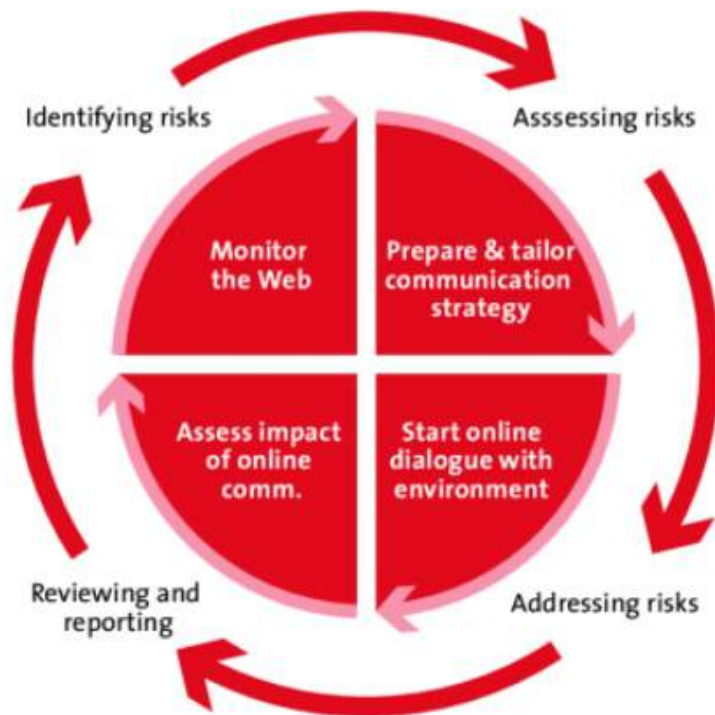 Identifying risks
Asssessing risks
Monitor
the Web
Prepare & tailor
communication
strategy
Assess impact
of online
comm.
Start online
dialogue with
environment
Reviewing and
reporting
Addressing risks